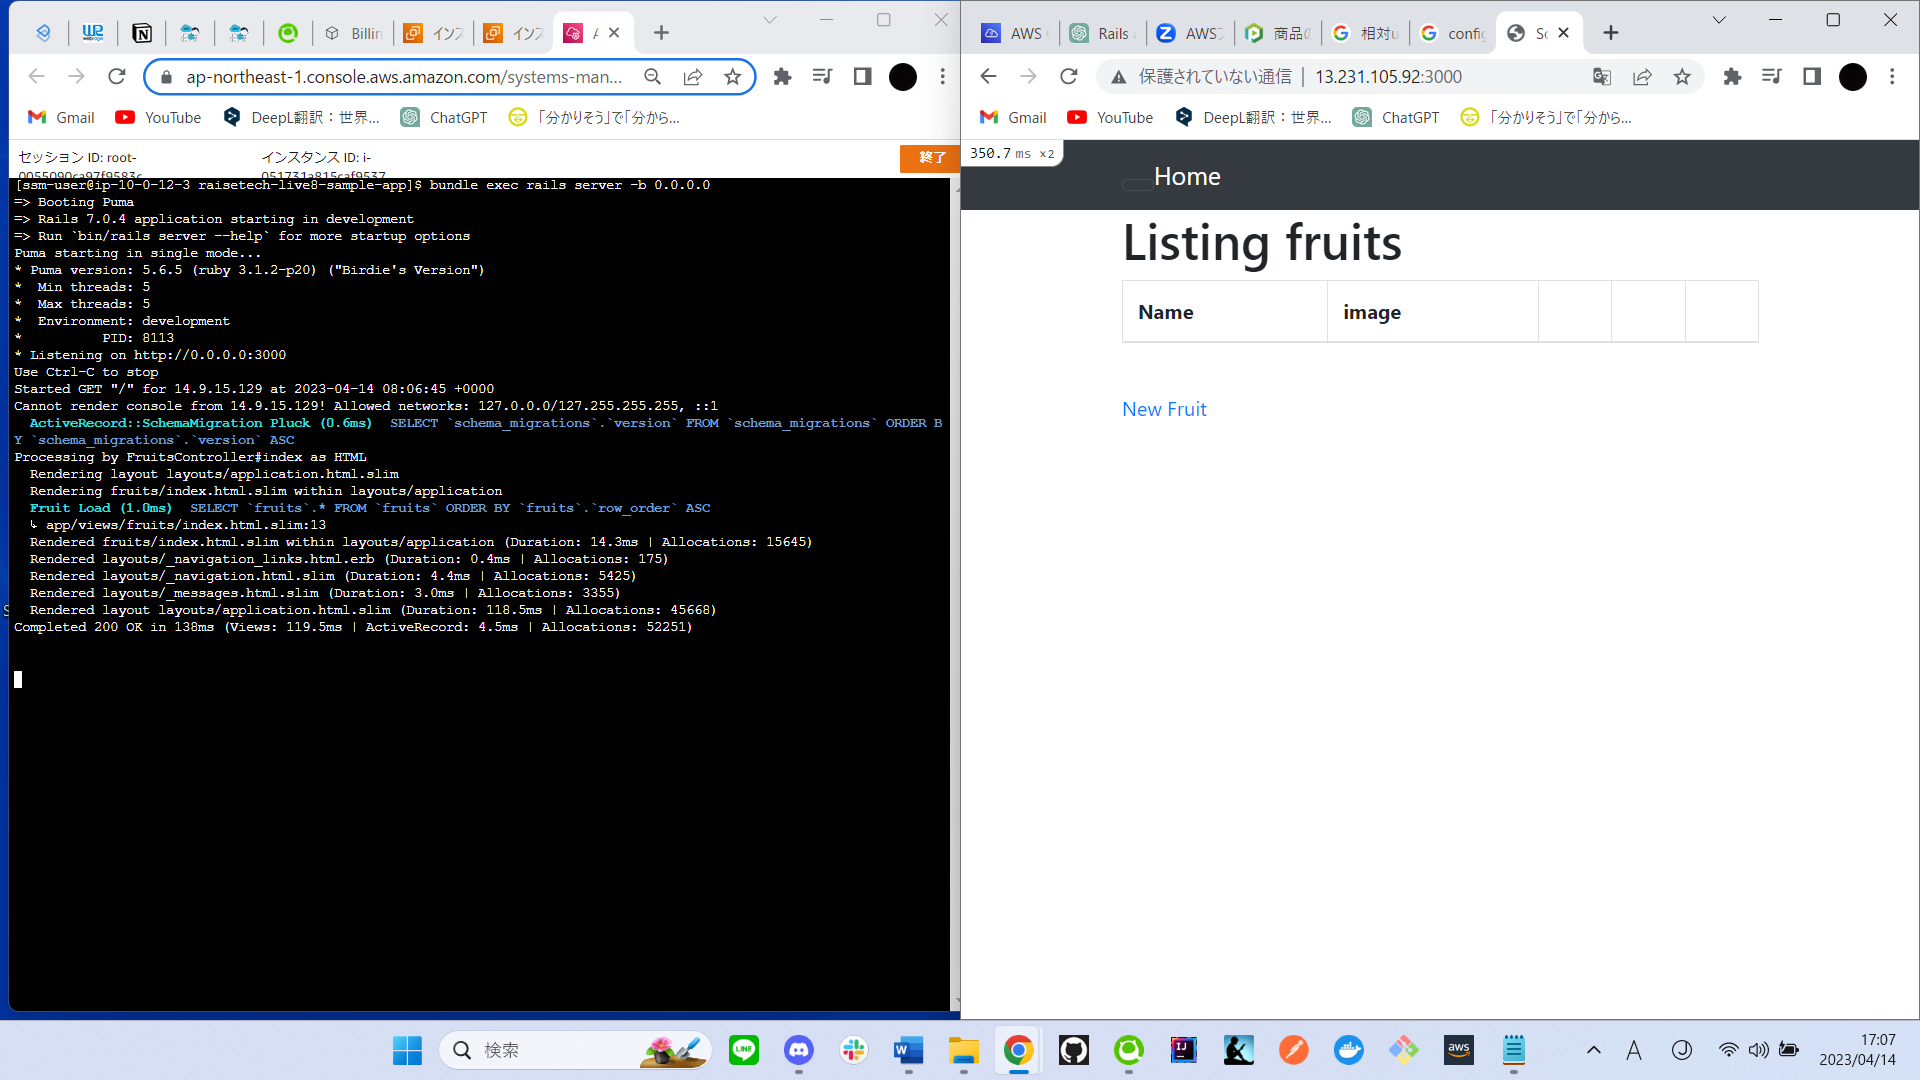 Billin
インス
インス
A
ap-northeast-1.console.aws.amazon.com/systems-man...
Gmail
YouTube
DeepL翻訳：世界...
ChatGPT
「分かりそう」で「分から...
セッション ID: root-
0055090ca97f9583c
インスタンス ID: i-
051731a815caf9537
終了
[ssm-user@ip-10-0-12-3 raisetech-live8-sample-app]$ bundle exec rails server -b 0.0.0.0
=> Booting Puma
=> Rails 7.0.4 application starting in development
=> Run `bin/rails server --help` for more startup options
Puma starting in single mode...
* Puma version: 5.6.5 (ruby 3.1.2-p20) ("Birdie's Version")
*  Min threads: 5
*  Max threads: 5
*  Environment: development
*          PID: 8113
* Listening on http://0.0.0.0:3000
Use Ctrl-C to stop
Started GET "/" for 14.9.15.129 at 2023-04-14 08:06:45 +0000
Cannot render console from 14.9.15.129! Allowed networks: 127.0.0.0/127.255.255.255, ::1
ActiveRecord::SchemaMigration Pluck (0.6ms)  SELECT `schema_migrations`.`version` FROM `schema_migrations` ORDER B
Y `schema_migrations`.`version` ASC
Processing by FruitsController#index as HTML
Rendering layout layouts/application.html.slim
Rendering fruits/index.html.slim within layouts/application
Fruit Load (1.0ms)  SELECT `fruits`.* FROM `fruits` ORDER BY `fruits`.`row_order` ASC
↳ app/views/fruits/index.html.slim:13
Rendered fruits/index.html.slim within layouts/application (Duration: 14.3ms | Allocations: 15645)
Rendered layouts/_navigation_links.html.erb (Duration: 0.4ms | Allocations: 175)
Rendered layouts/_navigation.html.slim (Duration: 4.4ms | Allocations: 5425)
Rendered layouts/_messages.html.slim (Duration: 3.0ms | Allocations: 3355)
Rendered layout layouts/application.html.slim (Duration: 118.5ms | Allocations: 45668)
Completed 200 OK in 138ms (Views: 119.5ms | ActiveRecord: 4.5ms | Allocations: 52251)
AWS
Rails
AWS
商品の
相対u
config
Sc
保護されていない通信 | 13.231.105.92:3000
Gmail
YouTube
DeepL翻訳：世界...
ChatGPT
「分かりそう」で「分から...
350.7 ms x2
Home
Listing fruits
Name
image
New Fruit
検索
LINE
W
IJ
aws
A
17:07
2023/04/14